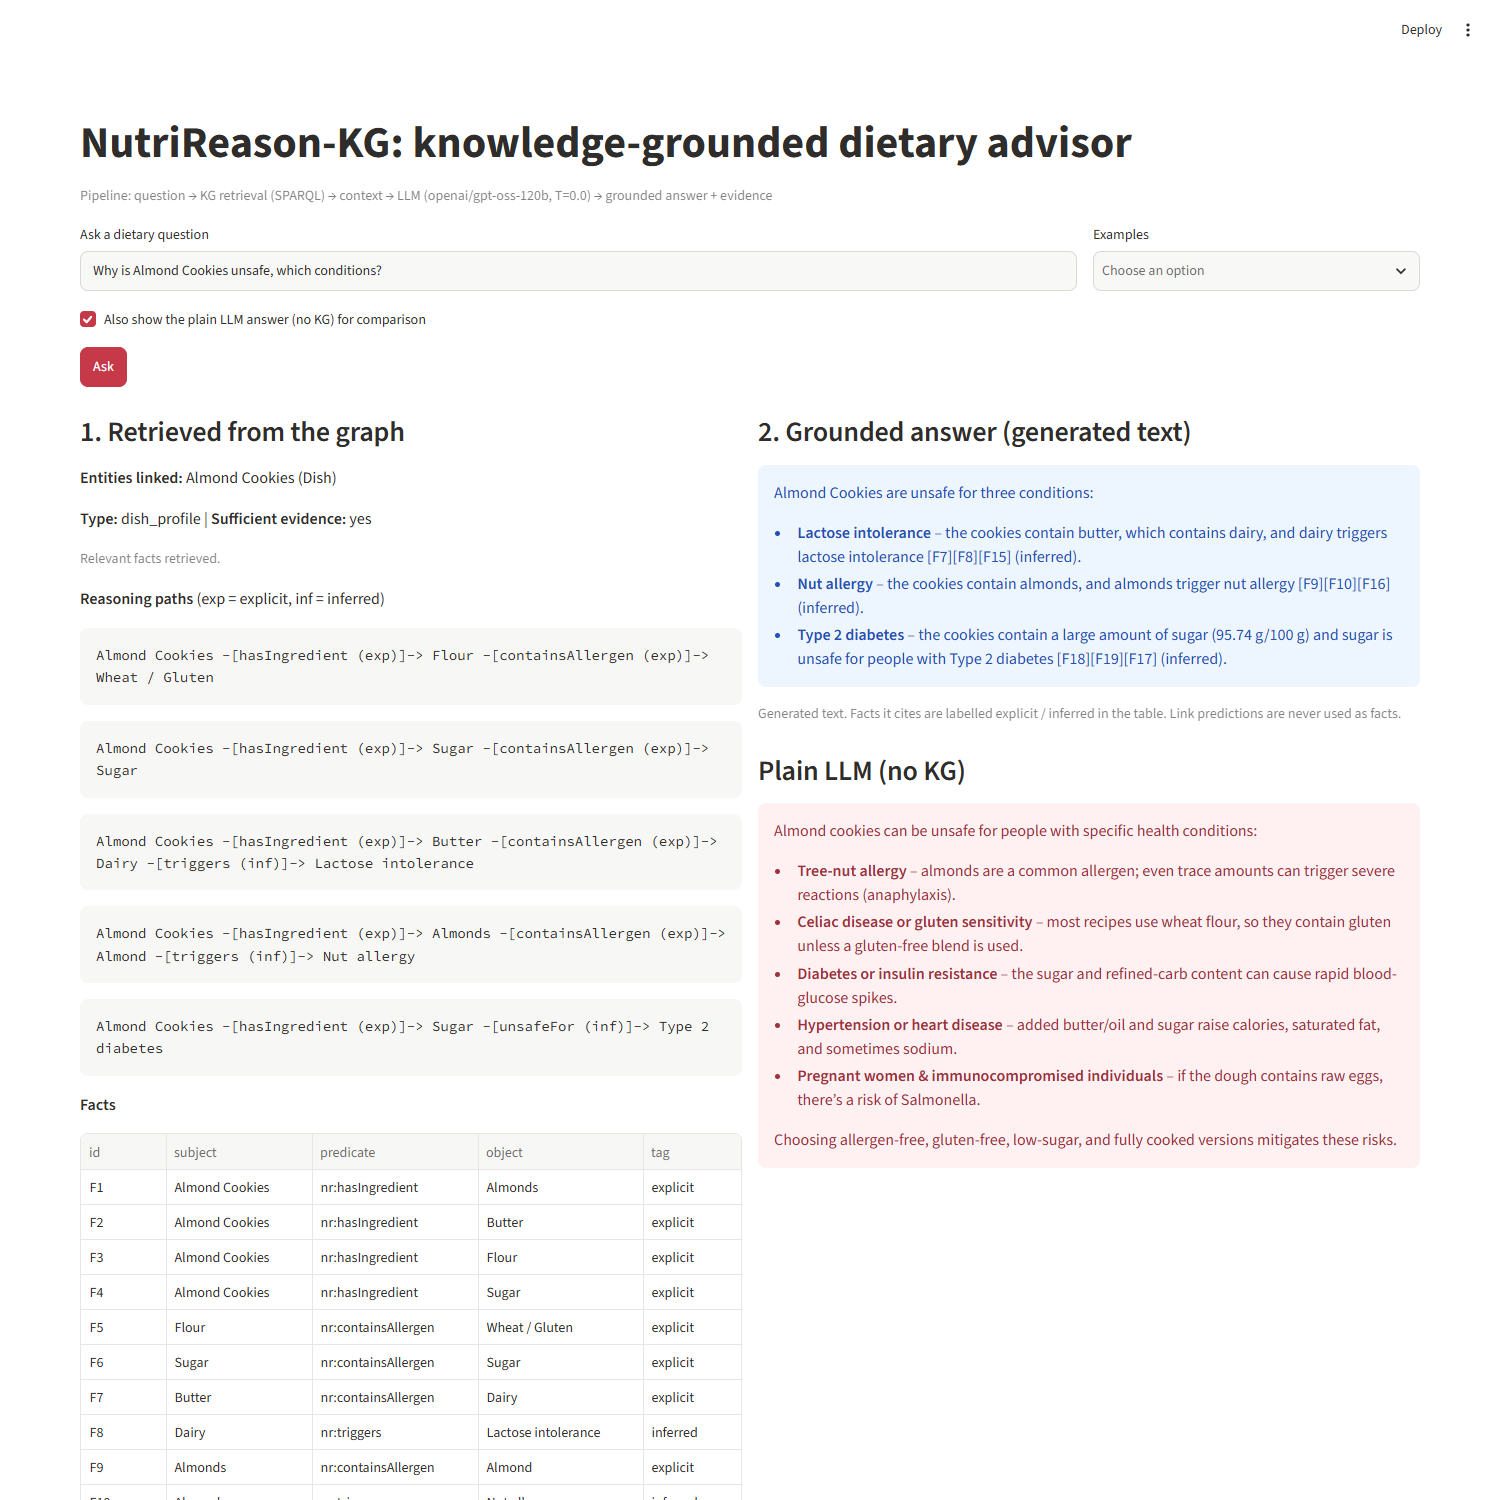 Deploy
NutriReason-KG: knowledge-grounded dietary advisor
Pipeline: question → KG retrieval (SPARQL) → context → LLM (openai/gpt-oss-120b, T=0.0) → grounded answer + evidence
Ask a dietary question
Examples
Why is Almond Cookies unsafe, which conditions?
Choose an option
Also show the plain LLM answer (no KG) for comparison
Ask
1. Retrieved from the graph
Entities linked: Almond Cookies (Dish)
Type: dish_profile | Sufficient evidence: yes
Relevant facts retrieved.
Reasoning paths (exp = explicit, inf = inferred)
Almond Cookies -[hasIngredient (exp)]-> Flour -[containsAllergen (exp)]->
Wheat / Gluten
Almond Cookies -[hasIngredient (exp)]-> Sugar -[containsAllergen (exp)]->
Sugar
Almond Cookies -[hasIngredient (exp)]-> Butter -[containsAllergen (exp)]->
Dairy -[triggers (inf)]-> Lactose intolerance
Almond Cookies -[hasIngredient (exp)]-> Almonds -[containsAllergen (exp)]->
Almond -[triggers (inf)]-> Nut allergy
Almond Cookies -[hasIngredient (exp)]-> Sugar -[unsafeFor (inf)]-> Type 2
diabetes
Facts
id subject predicate object tag
F1 Almond Cookies nr:hasIngredient Almonds explicit
F2 Almond Cookies nr:hasIngredient Butter explicit
F3 Almond Cookies nr:hasIngredient Flour explicit
F4 Almond Cookies nr:hasIngredient Sugar explicit
F5 Flour nr:containsAllergen Wheat / Gluten explicit
F6 Sugar nr:containsAllergen Sugar explicit
F7 Butter nr:containsAllergen Dairy explicit
F8 Dairy nr:triggers Lactose intolerance inferred
F9 Almonds nr:containsAllergen Almond explicit
2. Grounded answer (generated text)
Almond Cookies are unsafe for three conditions:
• Lactose intolerance – the cookies contain butter, which contains dairy, and dairy triggers
lactose intolerance [F7][F8][F15] (inferred).
• Nut allergy – the cookies contain almonds, and almonds trigger nut allergy [F9][F10][F16]
(inferred).
• Type 2 diabetes – the cookies contain a large amount of sugar (95.74 g/100 g) and sugar is
unsafe for people with Type 2 diabetes [F18][F19][F17] (inferred).
Generated text. Facts it cites are labelled explicit / inferred in the table. Link predictions are never used as facts.
Plain LLM (no KG)
Almond cookies can be unsafe for people with specific health conditions:
• Tree-nut allergy – almonds are a common allergen; even trace amounts can trigger severe
reactions (anaphylaxis).
• Celiac disease or gluten sensitivity – most recipes use wheat flour, so they contain gluten
unless a gluten-free blend is used.
• Diabetes or insulin resistance – the sugar and refined-carb content can cause rapid blood-
glucose spikes.
• Hypertension or heart disease – added butter/oil and sugar raise calories, saturated fat,
and sometimes sodium.
• Pregnant women & immunocompromised individuals – if the dough contains raw eggs,
there's a risk of Salmonella.
Choosing allergen-free, gluten-free, low-sugar, and fully cooked versions mitigates these risks.